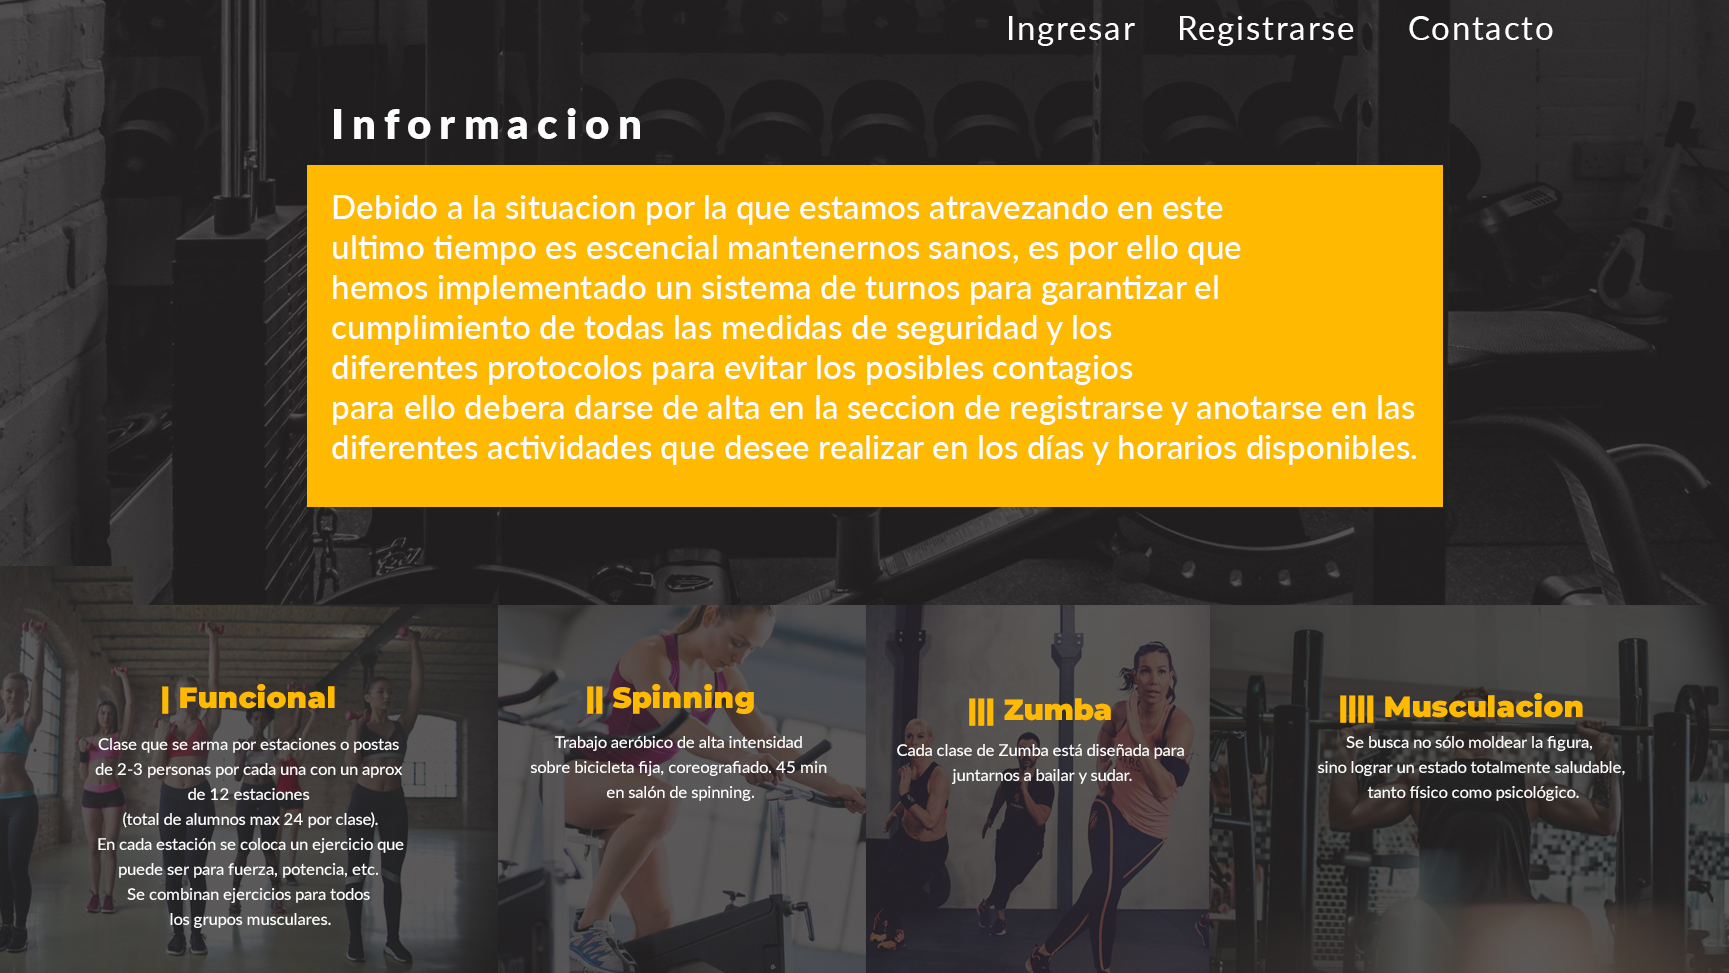 Ingresar Registrarse Contacto
Informacion
Debido a la situacion por la que estamos atravezando en este
ultimo tiempo es escencial mantenernos sanos, es por ello que
hemos implementado un sistema de turnos para garantizar el
cumplimiento de todas las medidas de seguridad y los
diferentes protocolos para evitar los posibles contagios
para ello debera darse de alta en la seccion de registrarse y anotarse en las
diferentes actividades que desee realizar en los días y horarios disponibles.
| Funcional
Clase que se arma por estaciones o postas
de 2-3 personas por cada una con un aprox
de 12 estaciones
(total de alumnos max 24 por clase).
En cada estación se coloca un ejercicio que
puede ser para fuerza, potencia, etc.
Se combinan ejercicios para todos
los grupos musculares.
|| Spinning
Trabajo aeróbico de alta intensidad
sobre bicicleta fija, coreografiado. 45 min
en salón de spinning.
||| Zumba
Cada clase de Zumba está diseñada para
juntarnos a bailar y sudar.
|||| Musculacion
Se busca no sólo moldear la figura,
sino lograr un estado totalmente saludable,
tanto físico como psicológico.